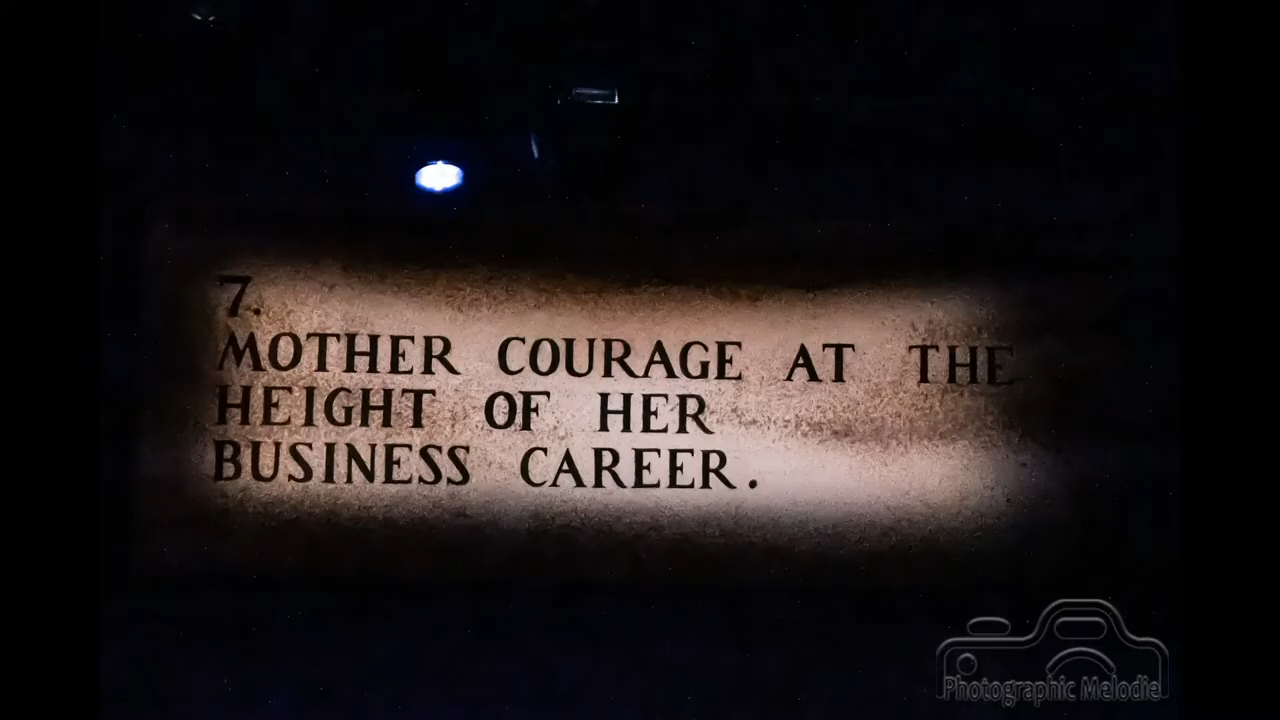 7.
MOTHER COURAGE AT THE
HEIGHT OF HER
BUSINESS CAREER.
Photographic Melodie